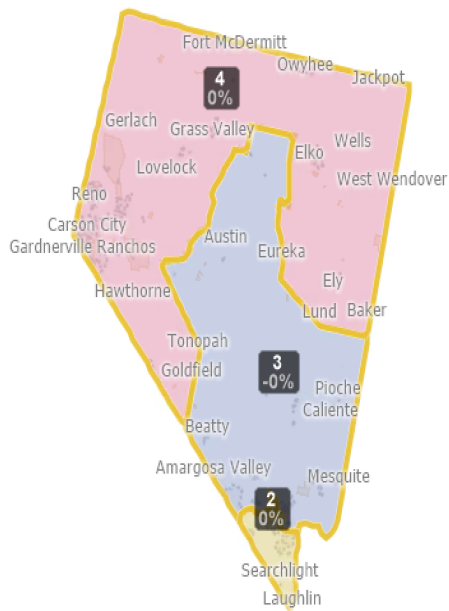 Fort McDermitt
Owyhee
Jackpot
4
0%
Gerlach
Grass Valley
Wells
Elko
Lovelock
West Wendover
Reno
Carson City
Austin
Gardnerville Ranchos
Eureka
Ely
Hawthorne
Lund
Baker
Tonopah
3
-0%
Goldfield
Pioche
Caliente
Beatty
Amargosa Valley
Mesquite
2
0%
Searchlight
Laughlin